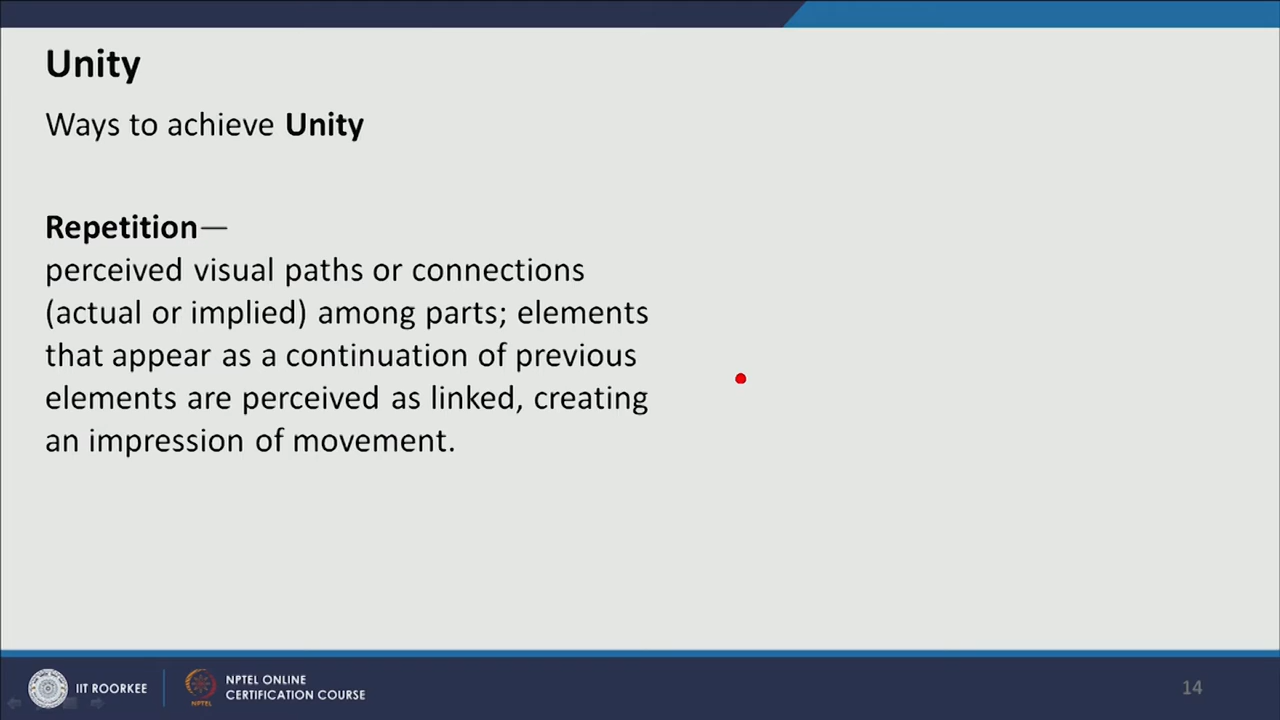 Unity
Ways to achieve Unity
Repetition—
perceived visual paths or connections
(actual or implied) among parts; elements
that appear as a continuation of previous
elements are perceived as linked, creating
an impression of movement.
IIT ROORKEE
NPTEL
NPTEL ONLINE
CERTIFICATION COURSE
14